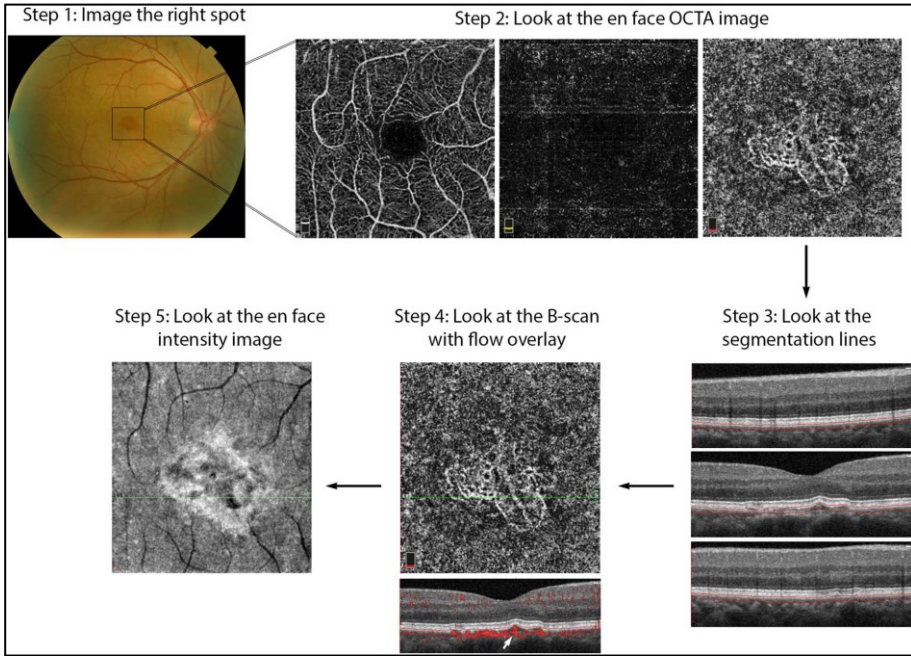 Step 1: Image the right spot
Step 2: Look at the en face OCTA image
Step 3: Look at the
segmentation lines
Step 4: Look at the B-scan
with flow overlay
Step 5: Look at the en face
intensity image